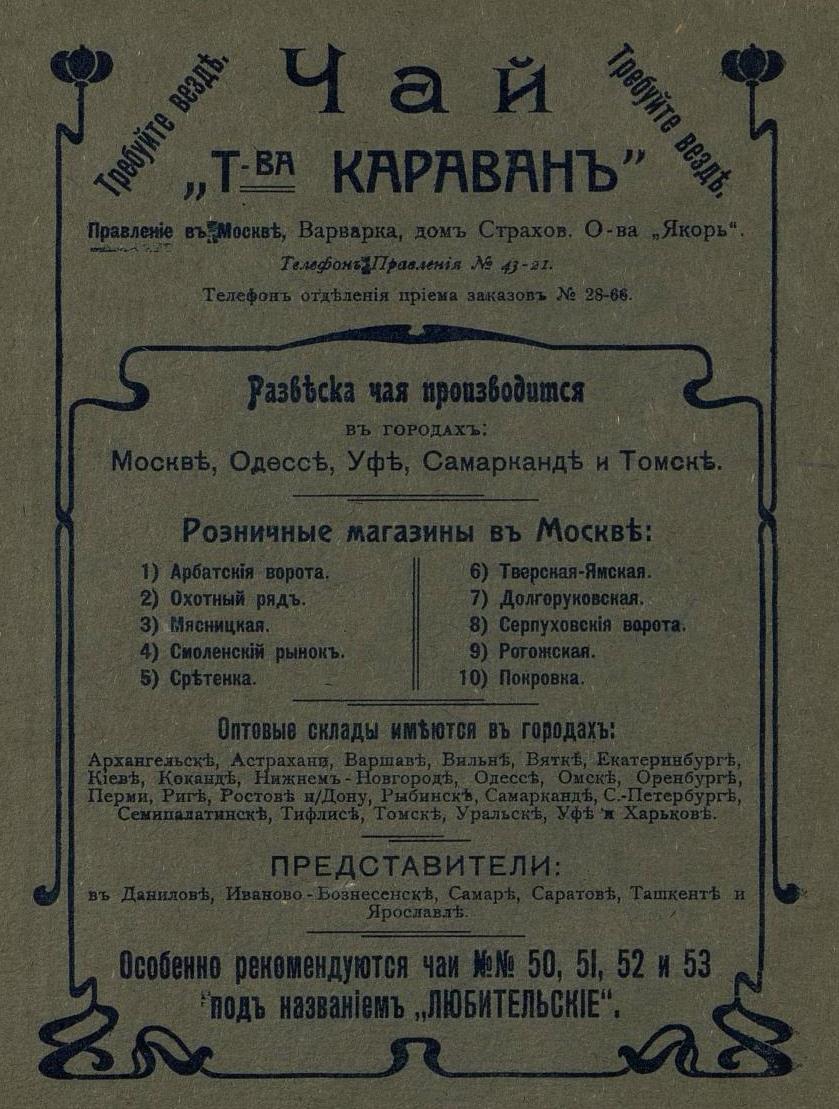 Требуйте вездѣ.
Чай
Требуйте вездѣ.
„Т-ва КАРАВАНЪ”
Правленіе въ Москвѣ, Варварка, домъ Страхов. О-ва „Якорь“.
Телефонъ Правленія № 43-21.
Телефонъ отдѣленія пріема заказовъ № 28-66.
Развѣска чая производится
въ городахъ:
Москвѣ, Одессѣ, Уфѣ, Самаркандѣ и Томскѣ.
Розничные магазины въ Москвѣ:
1) Арбатскія ворота.
2) Охотный рядъ.
3) Мясницкая.
4) Смоленскій рынокъ.
5) Срѣтенка.
6) Тверская-Ямская.
7) Долгоруковская.
8) Серпуховскія ворота.
9) Рогожская.
10) Покровка.
Оптовые склады имѣются въ городахъ:
Архангельскѣ, Астрахани, Варшавѣ, Вильнѣ, Вяткѣ, Екатеринбургѣ,
Кіевѣ, Кокандѣ, Нижнемъ-Новгородѣ, Одессѣ, Омскѣ, Оренбургѣ,
Перми, Ригѣ, Ростовѣ н/Дону, Рыбинскѣ, Самаркандѣ, С.-Петербургѣ,
Семипалатинскѣ, Тифлисѣ, Томскѣ, Уральскѣ, Уфѣ и Харьковѣ.
ПРЕДСТАВИТЕЛИ:
въ Даниловѣ, Иваново-Вознесенскѣ, Самарѣ, Саратовѣ, Ташкентѣ и
Ярославлѣ.
Особенно рекомендуются чаи №№ 50, 51, 52 и 53
подъ названіемъ „ЛЮБИТЕЛЬСКІЕ“.